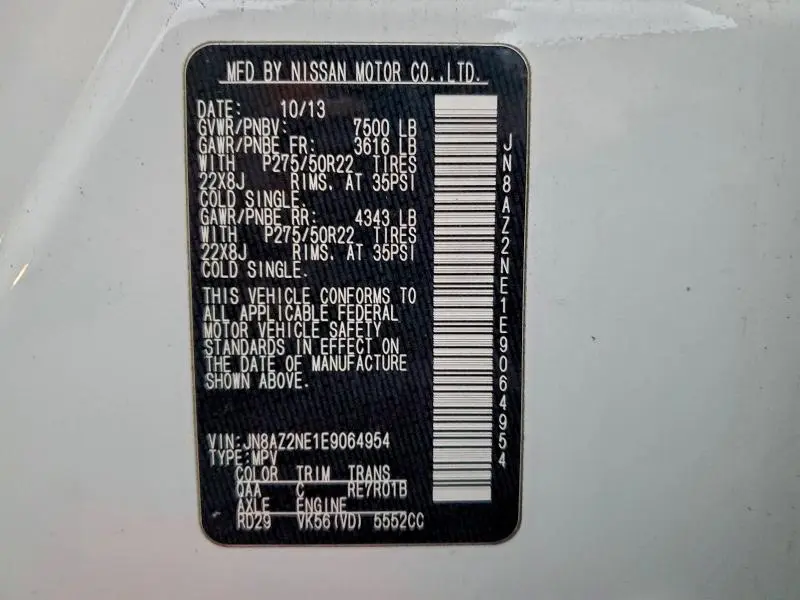 MFD BY NISSAN MOTOR CO.,LTD.
DATE: 10/13
GVWR/PNBV: 7500 LB
GAWR/PNBE FR: 3616 LB
WITH P275/50R22 TIRES
22X8J RIMS. AT 35PSI
COLD SINGLE.
GAWR/PNBE RR: 4343 LB
WITH P275/50R22 TIRES
22X8J RIMS. AT 35PSI
COLD SINGLE.
THIS VEHICLE CONFORMS TO
ALL APPLICABLE FEDERAL
MOTOR VEHICLE SAFETY
STANDARDS IN EFFECT ON
THE DATE OF MANUFACTURE
SHOWN ABOVE.
VIN:JN8AZ2NE1E9064954
TYPE:MPV
COLOR TRIM TRANS
QAA C RE7R01B
AXLE ENGINE
RD29 VK56(VD) 5552CC
JN8AZ2NE1E9064954